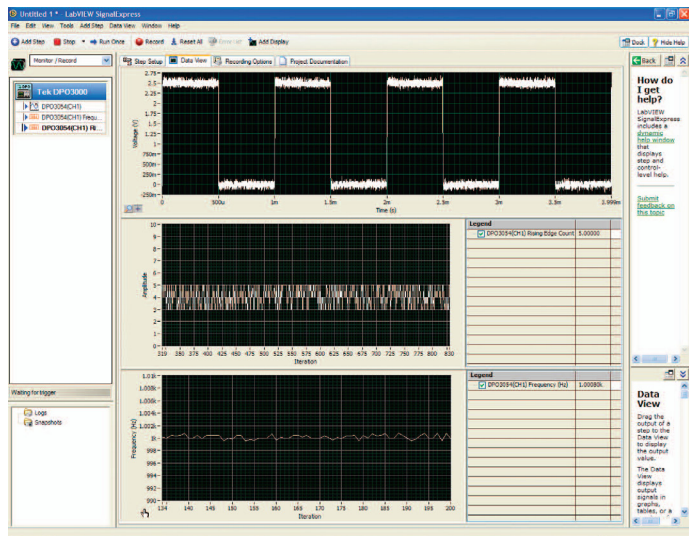 Untitled 1 * - LabVIEW SignalExpress
File Edit View Tools Add Step Data View Window Help
Add Step Stop Run Once Record Reset All Add Display Dock Hide Help
Monitor / Record
Step Setup Data View Recording Options Project Documentation
Back
Tek DPO3000
DPO3054(CH1)
DPO3054(CH1) Frequ...
DPO3054(CH1) Ri...
Voltage (V)
2.75
2.5
2.25
2
1.75
1.5
1.25
1
750m
500m
250m
0
-250m
0 500u 1m 1.5m 2m 2.5m 3m 3.5m 3.999m
Time (s)
How do
I get
help?
LabVIEW
SignalExpress
includes a
dynamic
help window
that
displays
step and
control-
level help.
Submit
feedback on
this topic
Amplitude
10
9
8
7
6
5
4
3
2
1
0
319 350 375 400 425 450 475 500 525 550 575 600 625 650 675 700 725 750 775 800 830
Iteration
Legend
DPO3054(CH1) Rising Edge Count 5.00000
Waiting for trigger
Logs
Snapshots
Frequency (Hz)
1.01k
1.008k
1.006k
1.004k
1.002k
1k
998
996
994
992
990
134 140 145 150 155 160 165 170 175 180 185 190 195 200
Iteration
Legend
DPO3054(CH1) Frequency (Hz) 1.00080k
Data
View
Drag the
output of a
step to the
Data View
to display
the output
value.
The Data
View
displays
output
signals in
graphs,
tables, or a